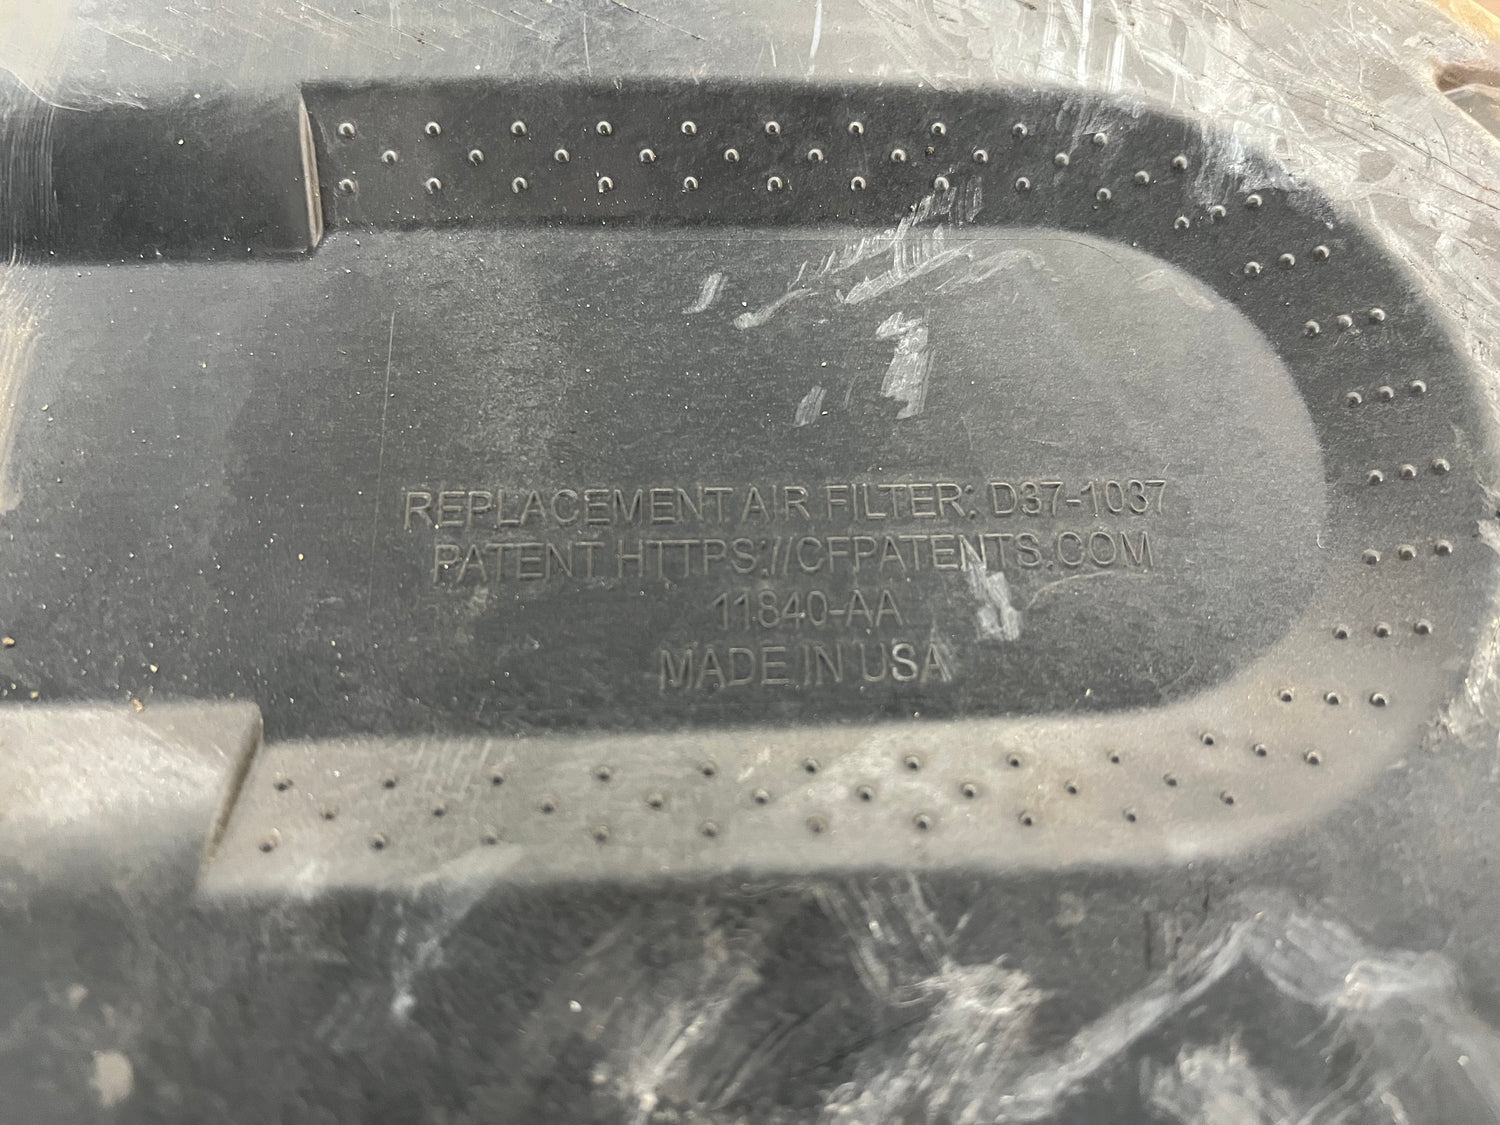 REPLACEMENT AIR FILTER: D37-1037
PATENT HTTPS://CFPATENTS.COM
11840-AA
MADE IN USA